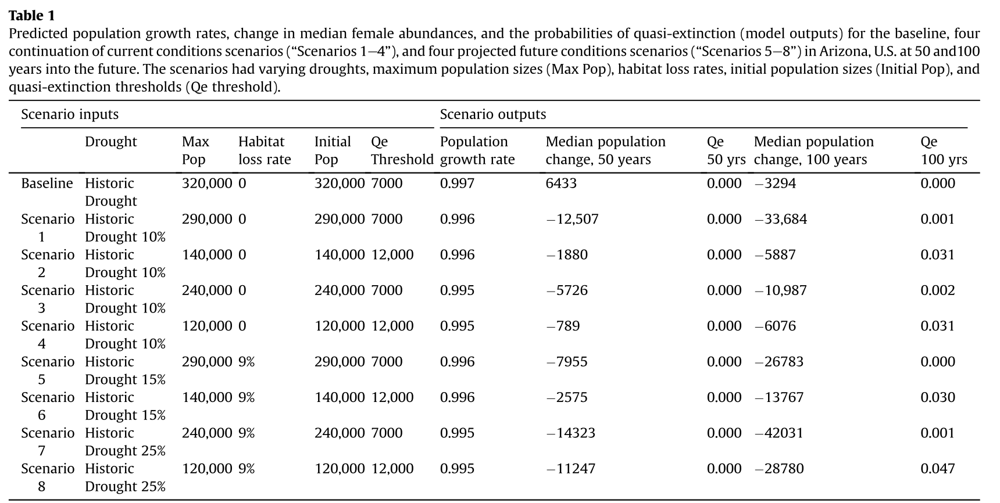 Table 1
Predicted population growth rates, change in median female abundances, and the probabilities of quasi-extinction (model outputs) for the baseline, four
continuation of current conditions scenarios (“Scenarios 1–4”), and four projected future conditions scenarios (“Scenarios 5–8”) in Arizona, U.S. at 50 and100
years into the future. The scenarios had varying droughts, maximum population sizes (Max Pop), habitat loss rates, initial population sizes (Initial Pop), and
quasi-extinction thresholds (Qe threshold).
Scenario inputs Scenario outputs
Drought Max Habitat Initial Qe Population Median population Qe Median population Qe
Pop loss rate Pop Threshold growth rate change, 50 years 50 yrs change, 100 years 100 yrs
Baseline Historic 320,000 0 320,000 7000 0.997 6433 0.000 −3294 0.000
Drought
Scenario Historic 290,000 0 290,000 7000 0.996 −12,507 0.000 −33,684 0.001
1 Drought 10%
Scenario Historic 140,000 0 140,000 12,000 0.996 −1880 0.000 −5887 0.031
2 Drought 10%
Scenario Historic 240,000 0 240,000 7000 0.995 −5726 0.000 −10,987 0.002
3 Drought 10%
Scenario Historic 120,000 0 120,000 12,000 0.995 −789 0.000 −6076 0.031
4 Drought 10%
Scenario Historic 290,000 9% 290,000 7000 0.996 −7955 0.000 −26783 0.000
5 Drought 15%
Scenario Historic 140,000 9% 140,000 12,000 0.996 −2575 0.000 −13767 0.030
6 Drought 15%
Scenario Historic 240,000 9% 240,000 7000 0.995 −14323 0.000 −42031 0.001
7 Drought 25%
Scenario Historic 120,000 9% 120,000 12,000 0.995 −11247 0.000 −28780 0.047
8 Drought 25%